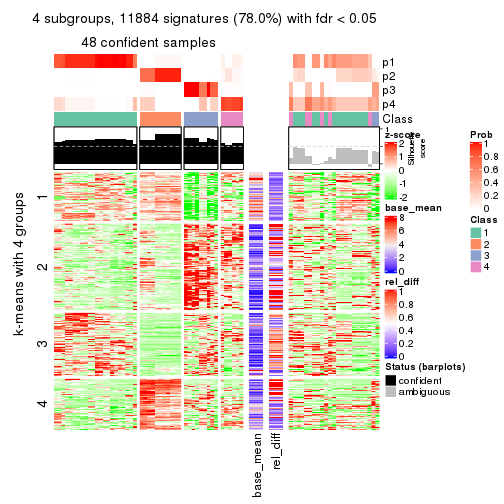 4 subgroups, 11884 signatures (78.0%) with fdr < 0.05
48 confident samples
p1
p2
p3
p4
Class
1
Silhouette
score
k-means with 4 groups
1
2
3
4
base_mean
rel_diff
z-score
2
1
0
-1
-2
base_mean
8
6
4
2
0
rel_diff
1
0.8
0.6
0.4
0.2
0
Status (barplots)
confident
ambiguous
Prob
1
0.8
0.6
0.4
0.2
0
Class
1
2
3
4